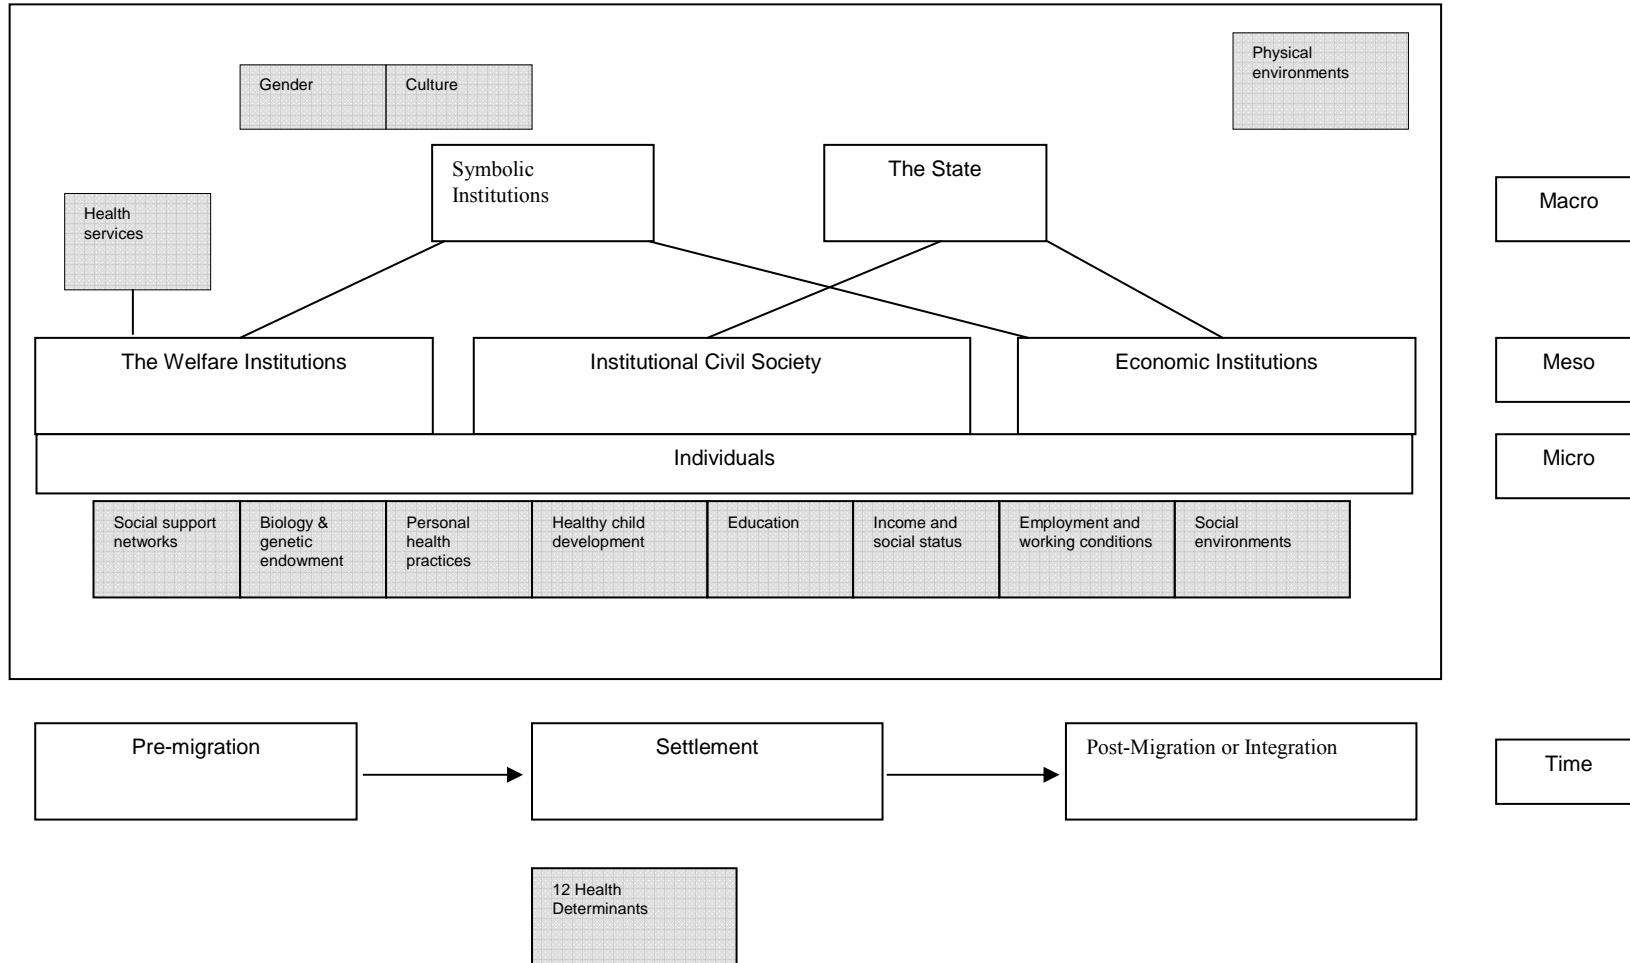 Physical
environments
Gender
Culture
Symbolic
Institutions
The State
Macro
Health
services
The Welfare Institutions
Institutional Civil Society
Economic Institutions
Meso
Individuals
Micro
Social support
networks
Biology &
genetic
endowment
Personal
health
practices
Healthy child
development
Education
Income and
social status
Employment and
working conditions
Social
environments
Pre-migration
Settlement
Post-Migration or Integration
Time
12 Health
Determinants